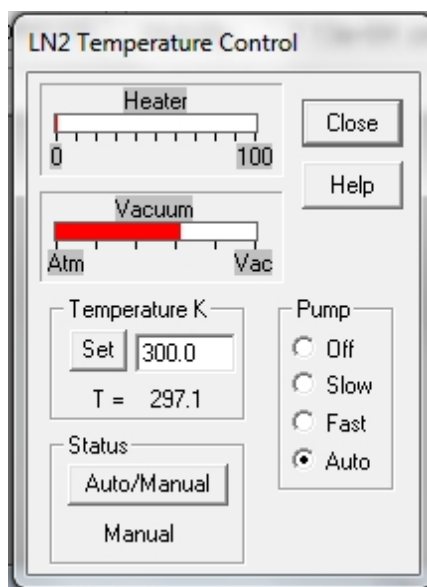 LN2 Temperature Control
Heater
0 100
Close
Help
Vacuum
Atm Vac
Temperature K
Set 300.0
T = 297.1
Pump
Off
Slow
Fast
Auto
Status
Auto/Manual
Manual